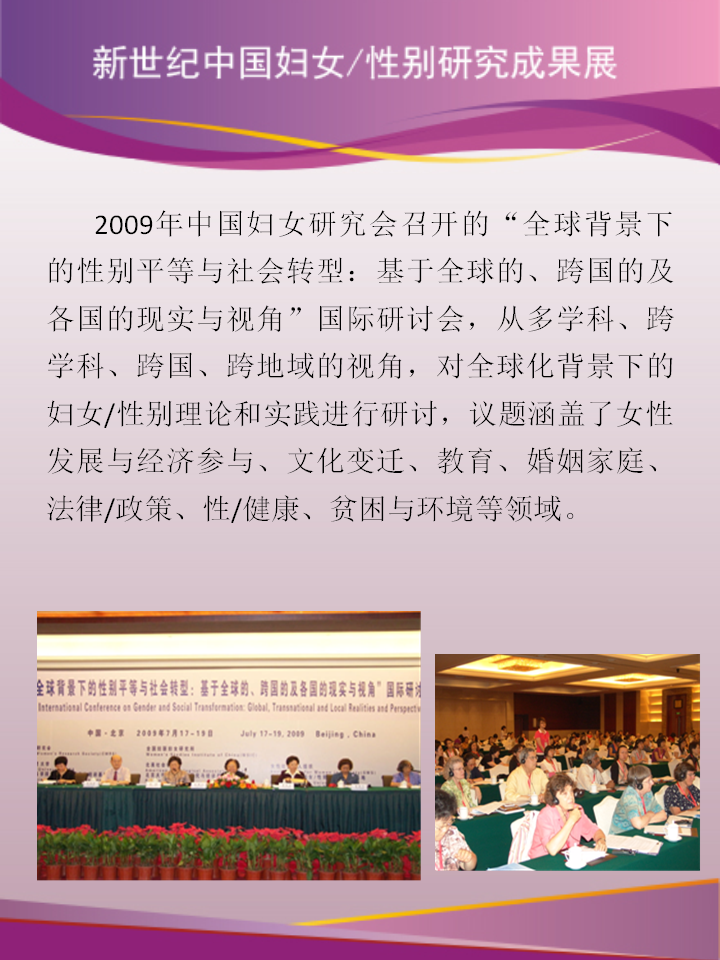 新世纪中国妇女/性别研究成果展
2009年中国妇女研究会召开的“全球背景下
的性别平等与社会转型：基于全球的、跨国的及
各国的现实与视角”国际研讨会，从多学科、跨
学科、跨国、跨地域的视角，对全球化背景下的
妇女/性别理论和实践进行研讨，议题涵盖了女性
发展与经济参与、文化变迁、教育、婚姻家庭、
法律/政策、性/健康、贫困与环境等领域。
全球背景下的性别平等与社会转型：基于全球的、跨国的及各国的现实与视角”国际研讨
International Conference on Gender and Social Transformation: Global, Transnational and Local Realities and Perspectiv
中国·北京 2009年7月17-19日 July 17-19, 2009 Beijing, China